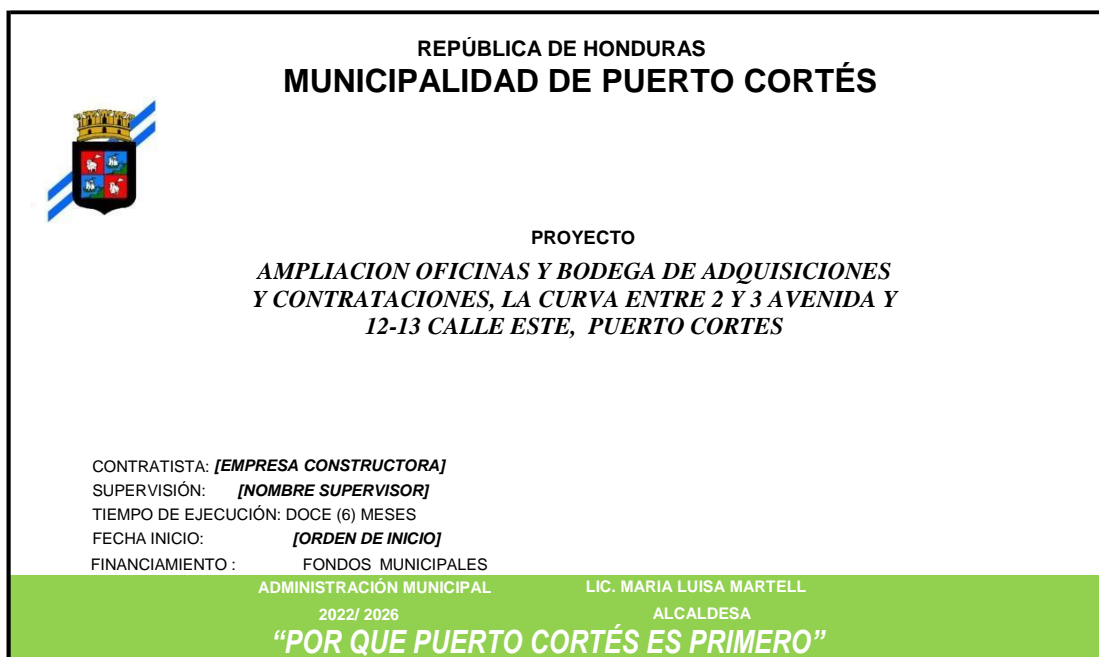 REPÚBLICA DE HONDURAS
MUNICIPALIDAD DE PUERTO CORTÉS
PROYECTO
AMPLIACION OFICINAS Y BODEGA DE ADQUISICIONES
Y CONTRATACIONES, LA CURVA ENTRE 2 Y 3 AVENIDA Y
12-13 CALLE ESTE, PUERTO CORTES
CONTRATISTA: [EMPRESA CONSTRUCTORA]
SUPERVISIÓN: [NOMBRE SUPERVISOR]
TIEMPO DE EJECUCIÓN: DOCE (6) MESES
FECHA INICIO: [ORDEN DE INICIO]
FINANCIAMIENTO : FONDOS MUNICIPALES
ADMINISTRACIÓN MUNICIPAL LIC. MARIA LUISA MARTELL
2022/ 2026 ALCALDESA
“POR QUE PUERTO CORTÉS ES PRIMERO”